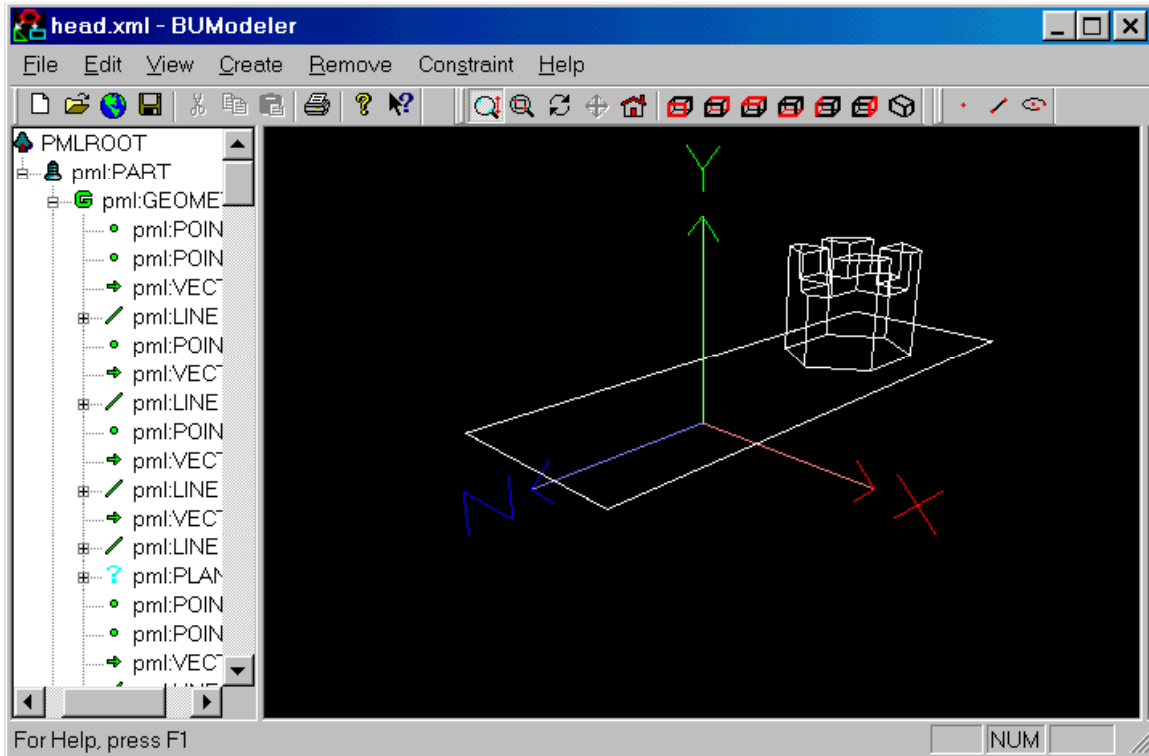 head.xml - BUModeler
File Edit View Create Remove Constraint Help
PMLROOT
pml:PART
pml:GEOME
pml:POIN
pml:POIN
pml:VECT
pml:LINE
pml:POIN
pml:VECT
pml:LINE
pml:POIN
pml:VECT
pml:LINE
pml:VECT
pml:LINE
pml:PLAN
pml:POIN
pml:POIN
pml:VECT
Y
Z
X
For Help, press F1
NUM